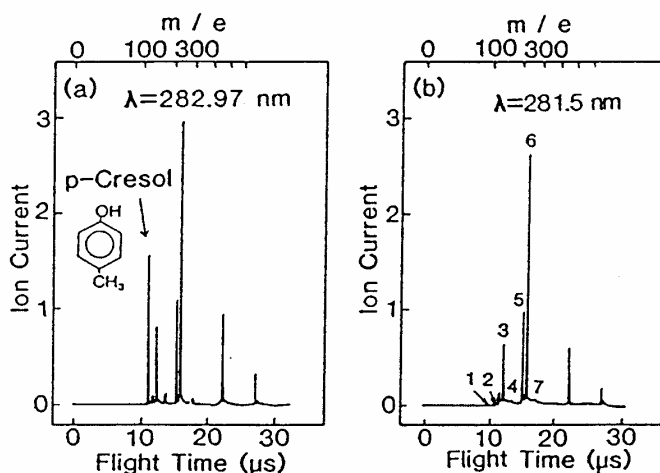 m / e
0 100 300
(a)
λ=282.97 nm
p-Cresol
OH
CH₃
Ion Current
3
2
1
0
0 10 20 30
Flight Time (μs)
m / e
0 100 300
(b)
λ=281.5 nm
6
5
3
1 2 4 7
Ion Current
3
2
1
0
0 10 20 30
Flight Time (μs)